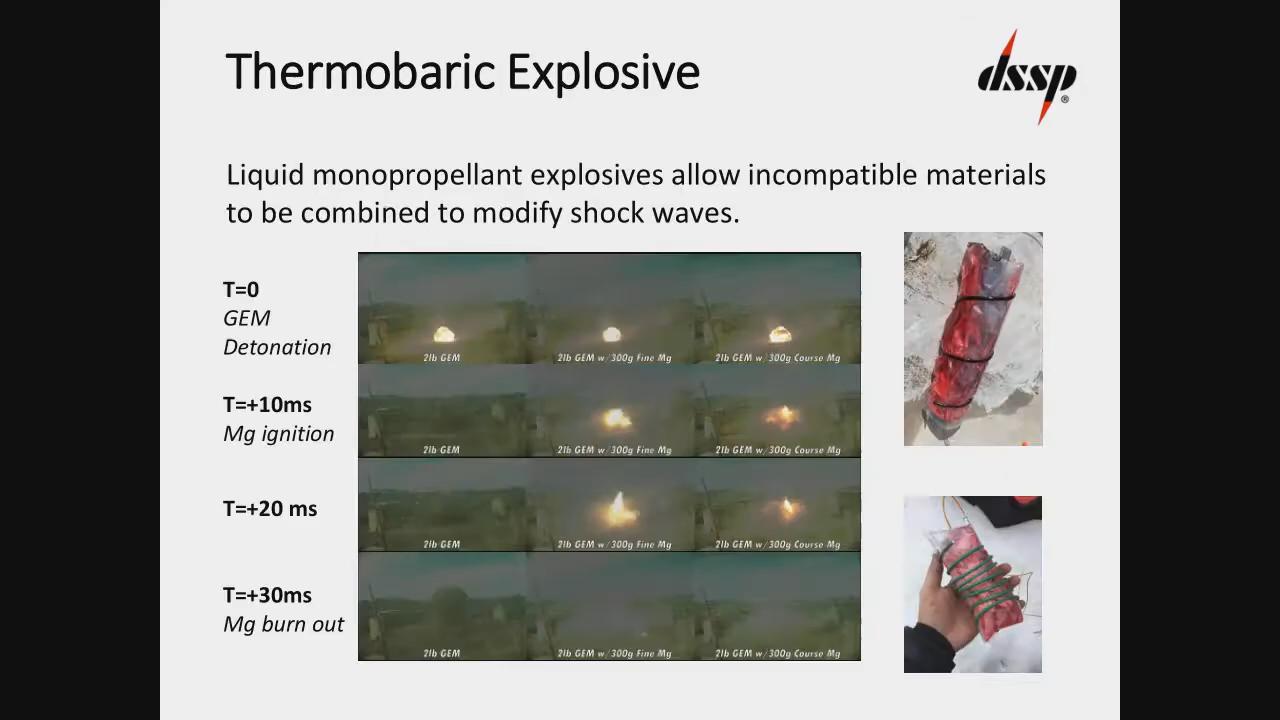 Thermobaric Explosive
dssp®
Liquid monopropellant explosives allow incompatible materials
to be combined to modify shock waves.
T=0
GEM
Detonation
2lb GEM
2lb GEM w/300g Fine Mg
2lb GEM w/300g Course Mg
T=+10ms
Mg ignition
2lb GEM
2lb GEM w/300g Fine Mg
2lb GEM w/300g Course Mg
T=+20 ms
2lb GEM
2lb GEM w/300g Fine Mg
2lb GEM w/300g Course Mg
T=+30ms
Mg burn out
2lb GEM
2lb GEM w/300g Fine Mg
2lb GEM w/300g Course Mg